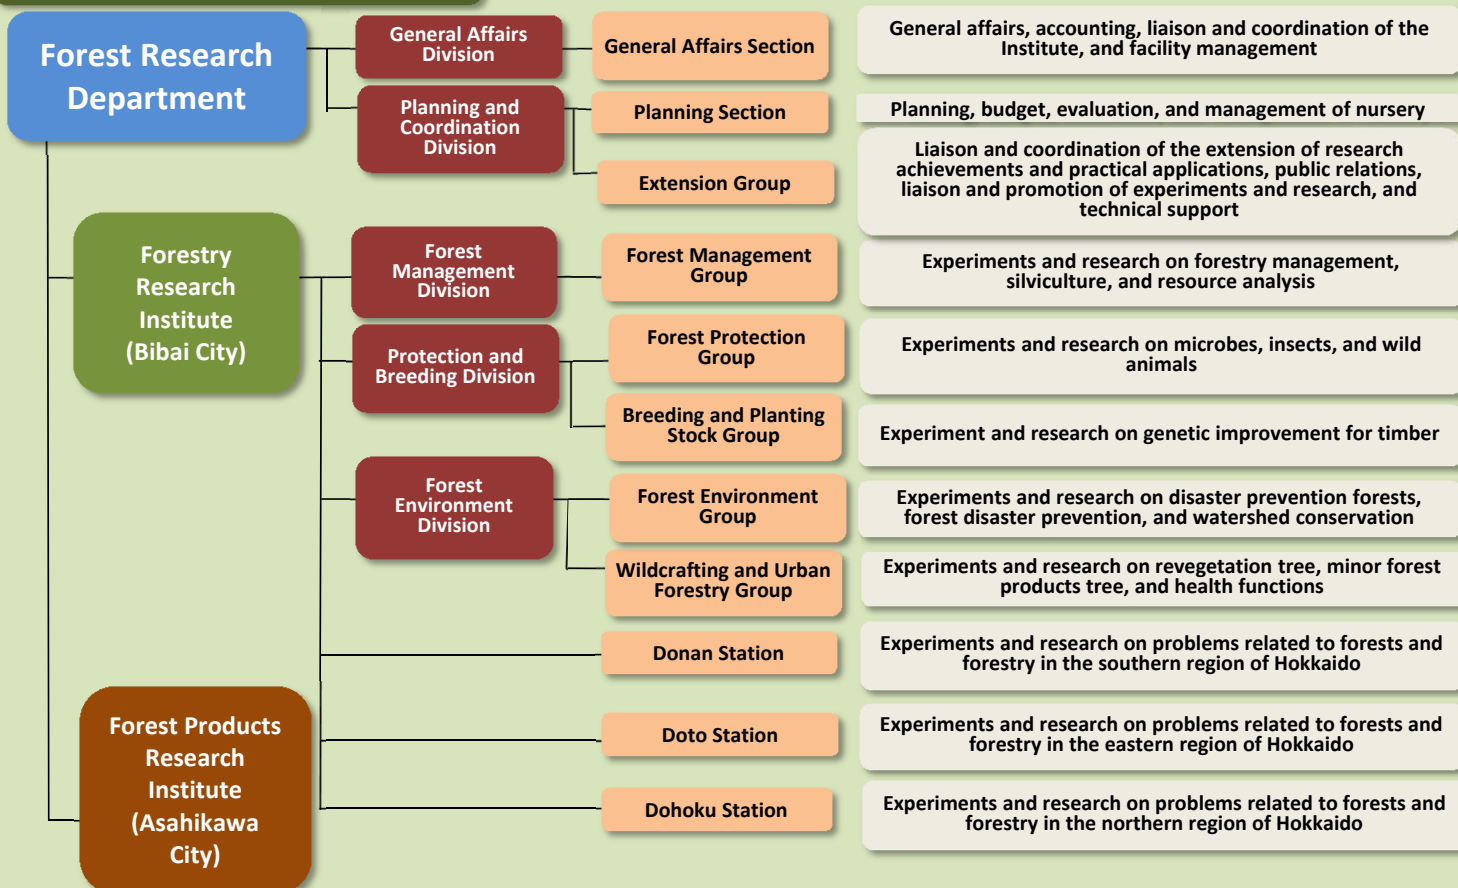 Forest Research
Department
General Affairs
Division
General Affairs Section
General affairs, accounting, liaison and coordination of the
Institute, and facility management
Planning and
Coordination
Division
Planning Section
Planning, budget, evaluation, and management of nursery
Extension Group
Liaison and coordination of the extension of research
achievements and practical applications, public relations,
liaison and promotion of experiments and research, and
technical support
Forestry
Research
Institute
(Bibai City)
Forest
Management
Division
Forest Management
Group
Experiments and research on forestry management,
silviculture, and resource analysis
Protection and
Breeding Division
Forest Protection
Group
Experiments and research on microbes, insects, and wild
animals
Breeding and Planting
Stock Group
Experiment and research on genetic improvement for timber
Forest
Environment
Division
Forest Environment
Group
Experiments and research on disaster prevention forests,
forest disaster prevention, and watershed conservation
Wildcrafting and Urban
Forestry Group
Experiments and research on revegetation tree, minor forest
products tree, and health functions
Donan Station
Experiments and research on problems related to forests and
forestry in the southern region of Hokkaido
Doto Station
Experiments and research on problems related to forests and
forestry in the eastern region of Hokkaido
Dohoku Station
Experiments and research on problems related to forests and
forestry in the northern region of Hokkaido
Forest Products
Research
Institute
(Asahikawa
City)